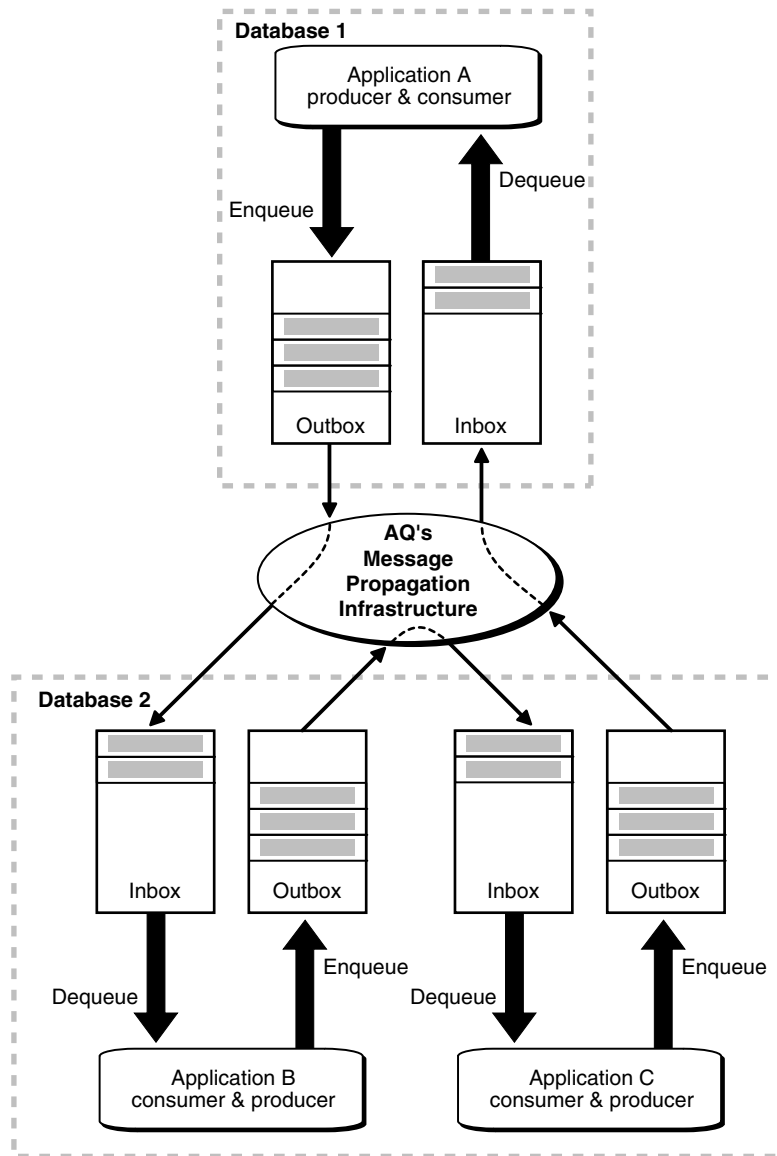 Database 1
Application A
producer & consumer
Enqueue
Dequeue
Outbox
Inbox
AQ's
Message
Propagation
Infrastructure
Database 2
Inbox
Outbox
Inbox
Outbox
Dequeue
Enqueue
Dequeue
Enqueue
Application B
consumer & producer
Application C
consumer & producer